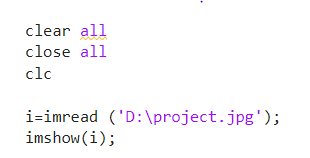 clear all
close all
clc
i=imread ('D:\project.jpg');
imshow(i);